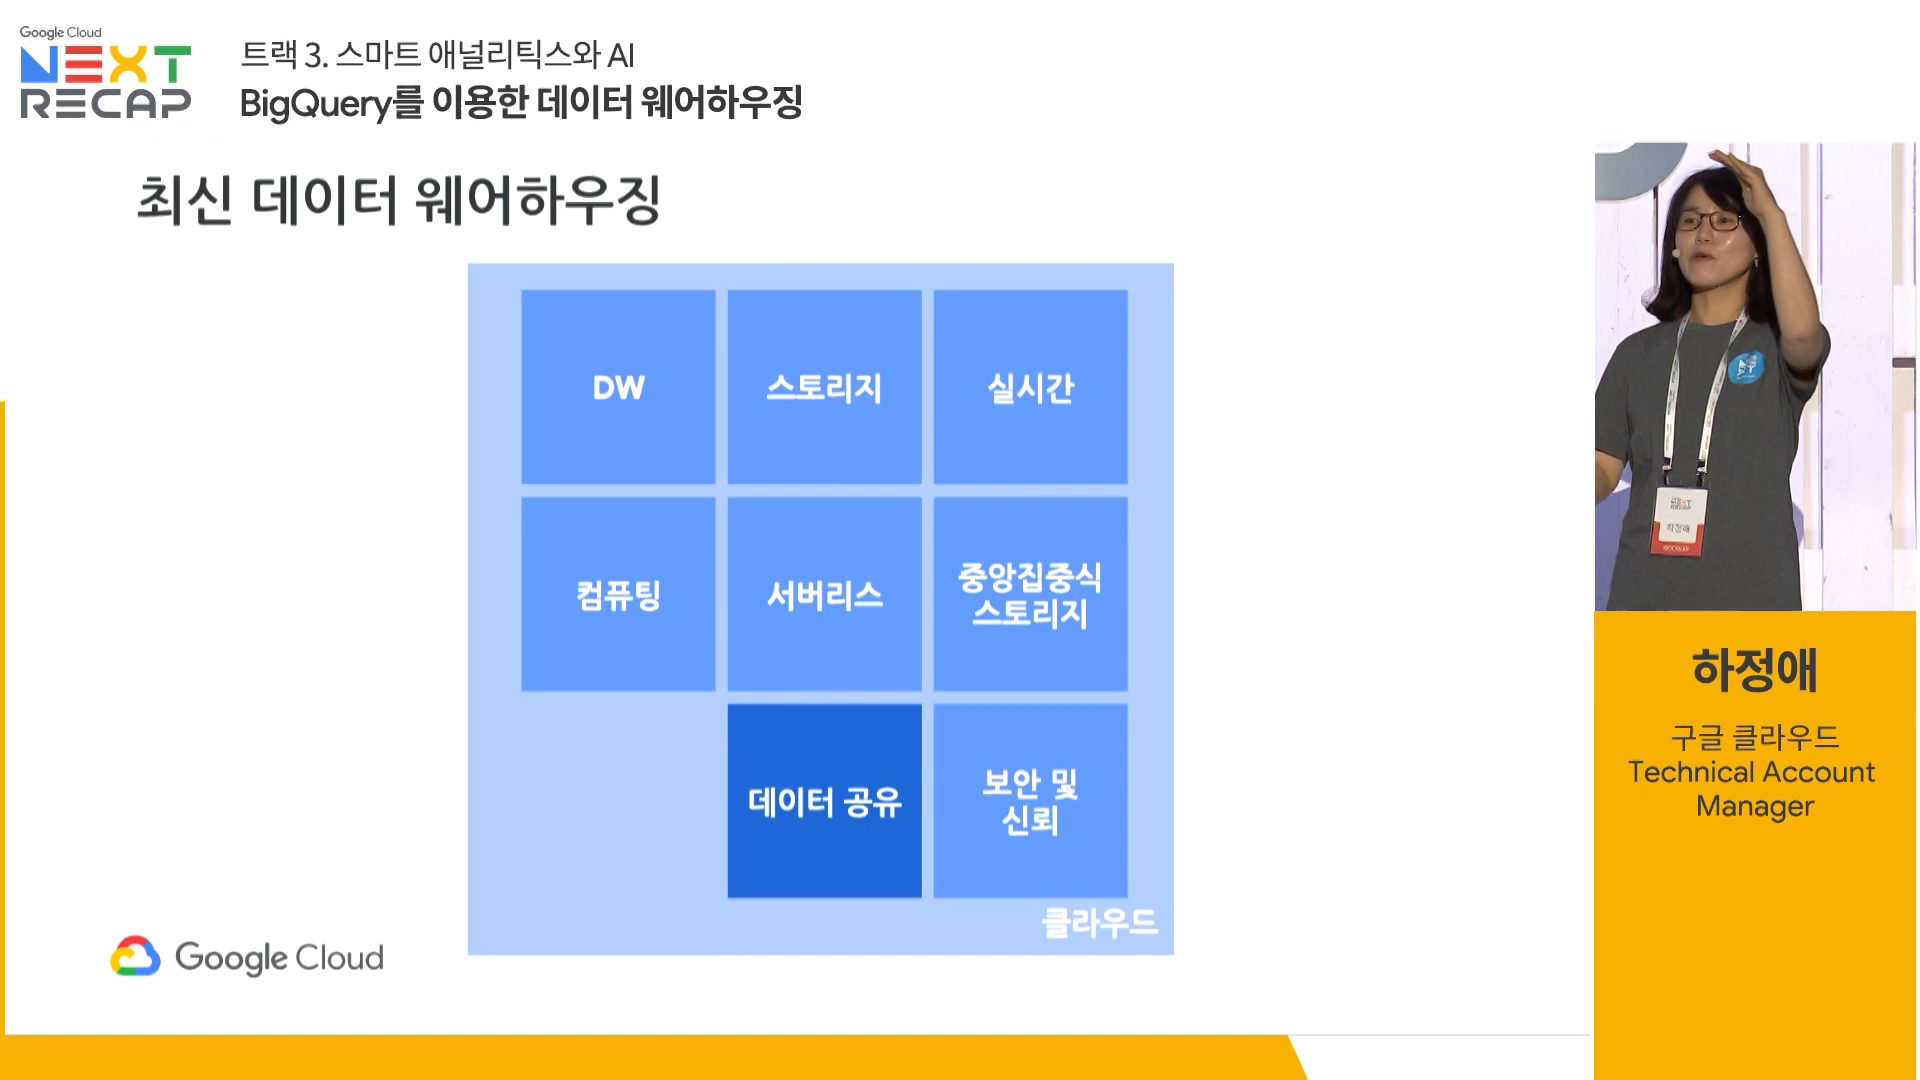 Google Cloud
NEXT
RECAP
트랙 3. 스마트 애널리틱스와 AI
BigQuery를 이용한 데이터 웨어하우징
최신 데이터 웨어하우징
DW
스토리지
실시간
컴퓨팅
서버리스
중앙집중식
스토리지
데이터 공유
보안 및
신뢰
클라우드
Google Cloud
NEXT
RECAP
하정애
하정애
구글 클라우드
Technical Account
Manager